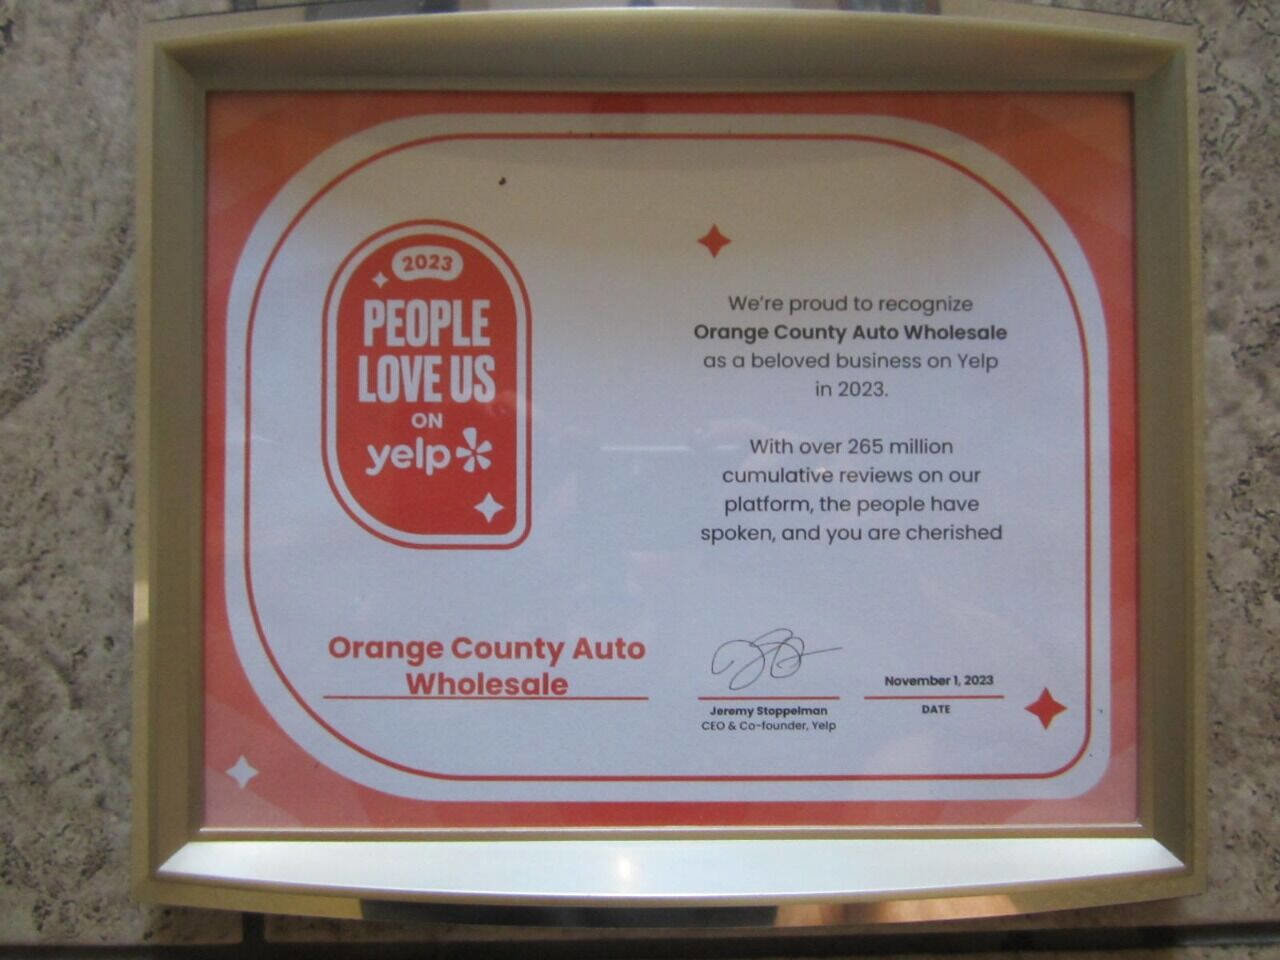 2023
PEOPLE
LOVE US
ON
yelp
We're proud to recognize
Orange County Auto Wholesale
as a beloved business on Yelp
in 2023.
With over 265 million
cumulative reviews on our
platform, the people have
spoken, and you are cherished
Orange County Auto
Wholesale
Jeremy Stoppelman
CEO & Co-founder, Yelp
November 1, 2023
DATE